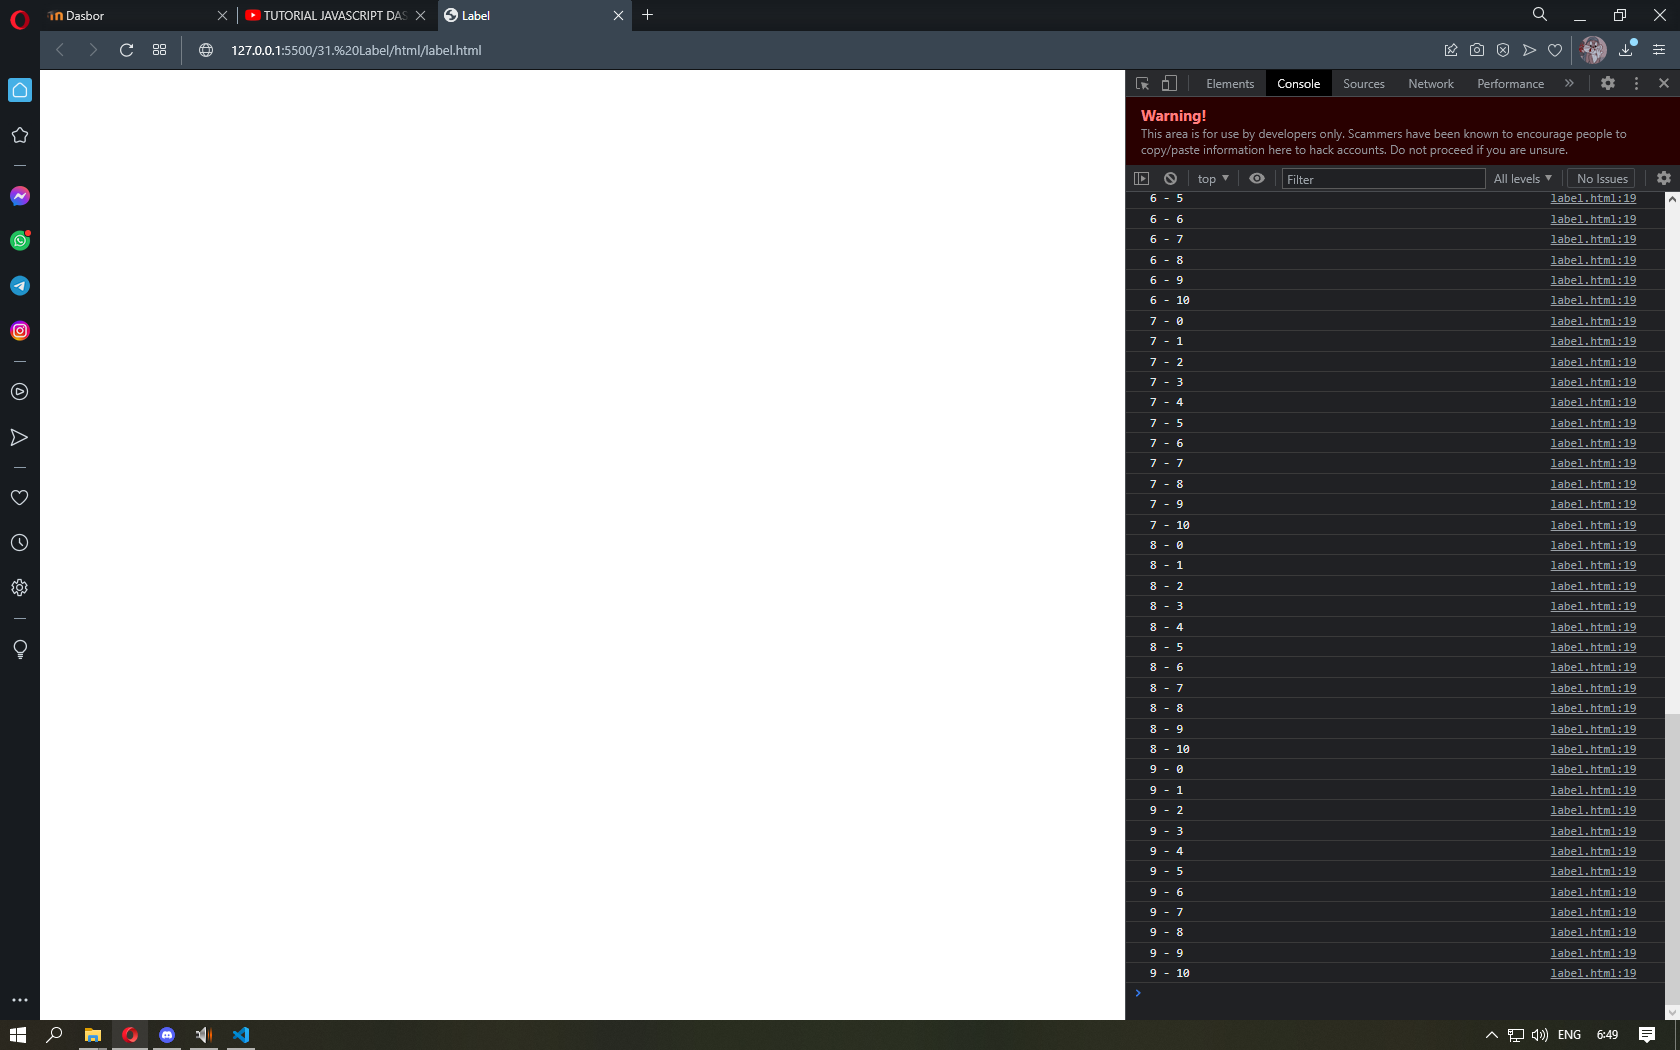 Dasbor
TUTORIAL JAVASCRIPT DAS
Label
127.0.0.1:5500/31.%20Label/html/label.html
Elements
Console
Sources
Network
Performance
Warning!
This area is for use by developers only. Scammers have been known to encourage people to
copy/paste information here to hack accounts. Do not proceed if you are unsure.
top
Filter
All levels
No Issues
6 - 5 label.html:19
6 - 6 label.html:19
6 - 7 label.html:19
6 - 8 label.html:19
6 - 9 label.html:19
6 - 10 label.html:19
7 - 0 label.html:19
7 - 1 label.html:19
7 - 2 label.html:19
7 - 3 label.html:19
7 - 4 label.html:19
7 - 5 label.html:19
7 - 6 label.html:19
7 - 7 label.html:19
7 - 8 label.html:19
7 - 9 label.html:19
7 - 10 label.html:19
8 - 0 label.html:19
8 - 1 label.html:19
8 - 2 label.html:19
8 - 3 label.html:19
8 - 4 label.html:19
8 - 5 label.html:19
8 - 6 label.html:19
8 - 7 label.html:19
8 - 8 label.html:19
8 - 9 label.html:19
8 - 10 label.html:19
9 - 0 label.html:19
9 - 1 label.html:19
9 - 2 label.html:19
9 - 3 label.html:19
9 - 4 label.html:19
9 - 5 label.html:19
9 - 6 label.html:19
9 - 7 label.html:19
9 - 8 label.html:19
9 - 9 label.html:19
9 - 10 label.html:19
ENG
6:49